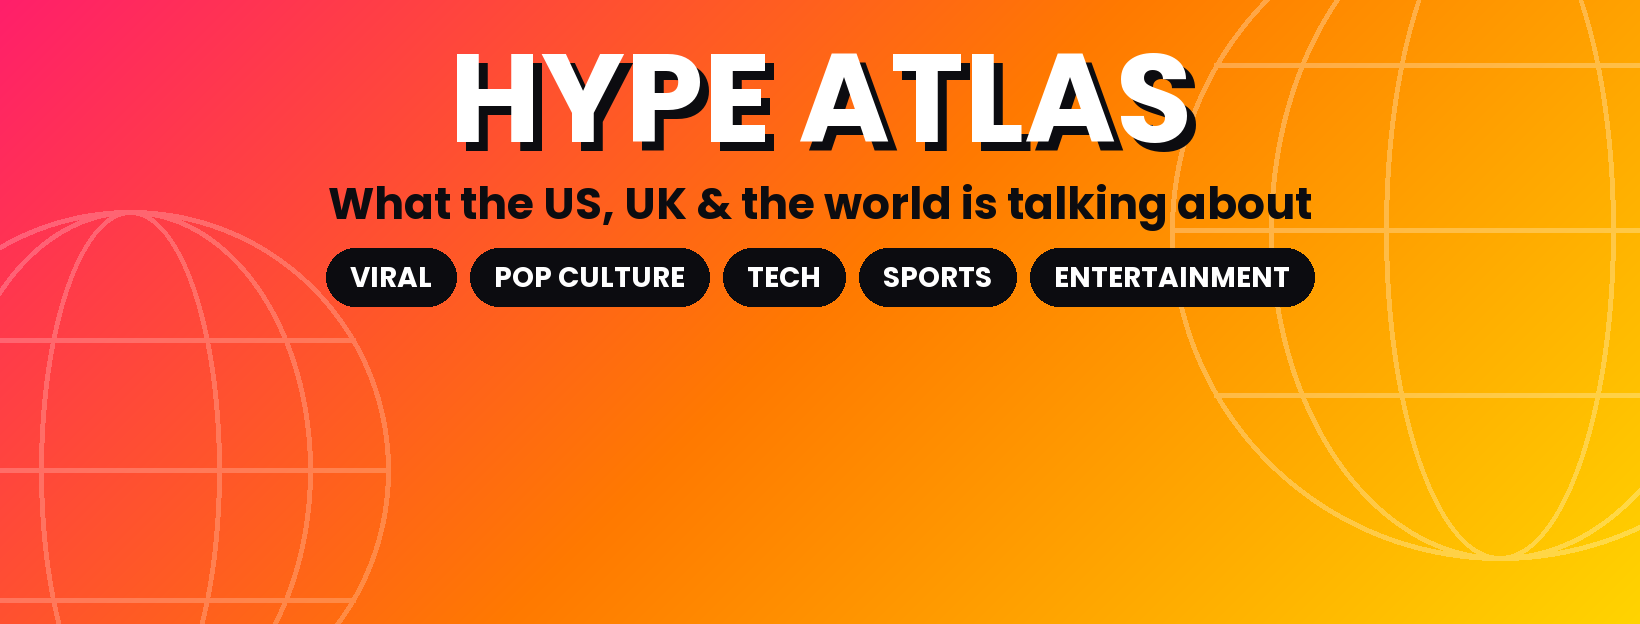 HYPE ATLAS
What the US, UK & the world is talking about
VIRAL POP CULTURE TECH SPORTS ENTERTAINMENT